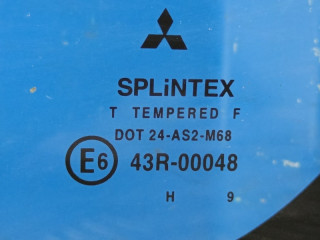 SPLiNTEX
T TEMPERED F
DOT 24-AS2-M68
E6 43R-00048
H 9